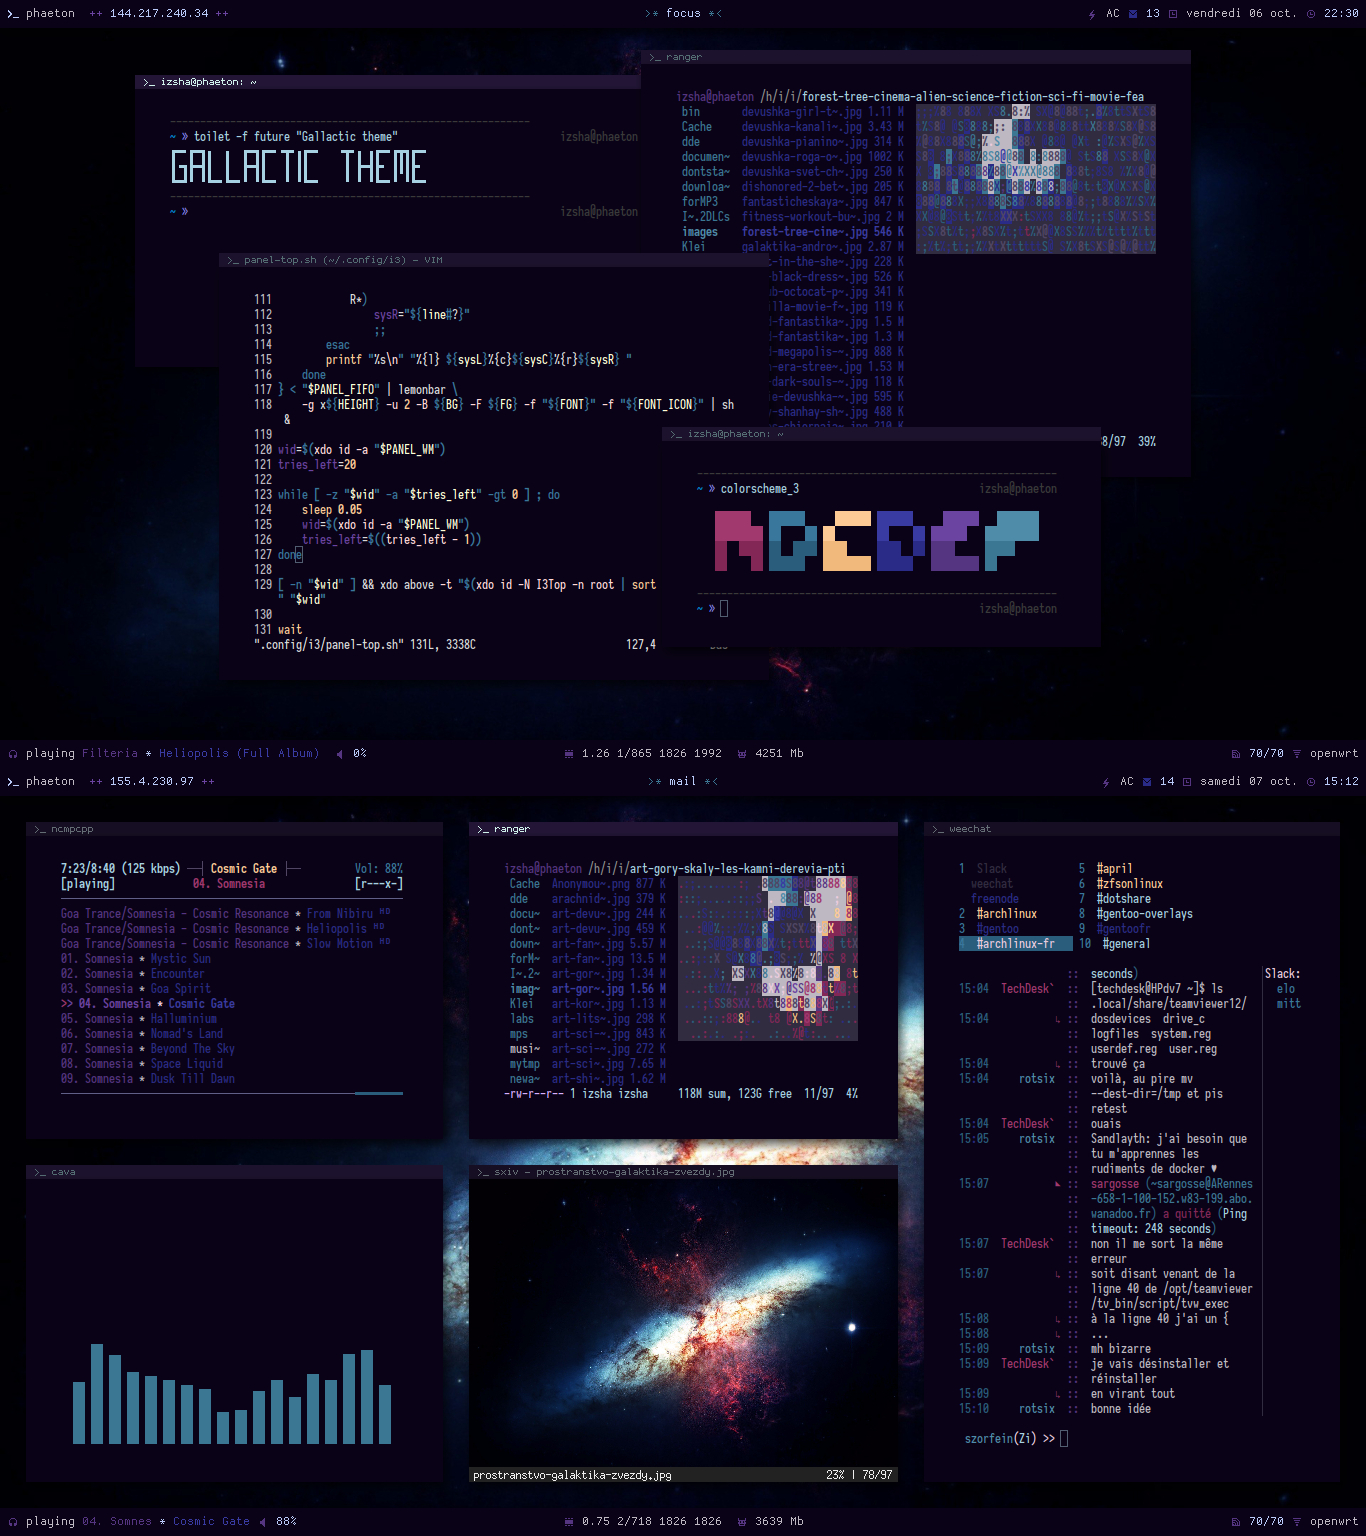 >_ phaeton ++ 144.217.240.34 ++
>* focus *<
AC 13 vendredi 06 oct. 22:30
>_ izsha@phaeton: ~
~ » toilet -f future "Gallactic theme"
izsha@phaeton
GALLACTIC THEME
~ »
izsha@phaeton
>_ ranger
izsha@phaeton /h/i/i/forest-tree-cinema-alien-science-fiction-sci-fi-movie-fea
bin devushka-girl-t~.jpg 1.11 M
Cache devushka-kanali~.jpg 3.43 M
dde devushka-pianino~.jpg 314 K
documen~ devushka-roga-o~.jpg 1002 K
dontsta~ devushka-svet-ch~.jpg 250 K
downloa~ dishonored-2-bet~.jpg 205 K
forMP3 fantasticheskaya~.jpg 847 K
I~.2DLCs fitness-workout-bu~.jpg 2 M
images forest-tree-cine~.jpg 546 K
Klei galaktika-andro~.jpg 2.87 M
-in-the-she~.jpg 228 K
-black-dress~.jpg 526 K
b-octocat-p~.jpg 341 K
lla-movie-f~.jpg 119 K
-fantastika~.jpg 1.5 M
-fantastika~.jpg 1.3 M
-megapolis-~.jpg 888 K
-era-stree~.jpg 1.53 M
-dark-souls-~.jpg 118 K
e-devushka-~.jpg 595 K
-shanhay-sh~.jpg 488 K
8/97 39%
>_ panel-top.sh (~/.config/i3) - VIM
111 R*)
112 sysR="${line#?}"
113 ;;
114 esac
115 printf "%s\n" "%{l} ${sysL}%{c}${sysC}%{r}${sysR} "
116 done
117 } < "$PANEL_FIFO" | lemonbar \
118 -g x${HEIGHT} -u 2 -B ${BG} -F ${FG} -f "${FONT}" -f "${FONT_ICON}" | sh
&
119
120 wid=$(xdo id -a "$PANEL_WM")
121 tries_left=20
122
123 while [ -z "$wid" -a "$tries_left" -gt 0 ] ; do
124 sleep 0.05
125 wid=$(xdo id -a "$PANEL_WM")
126 tries_left=$((tries_left - 1))
127 done
128
129 [ -n "$wid" ] && xdo above -t "$(xdo id -N I3Top -n root | sort
" "$wid"
130
131 wait
".config/i3/panel-top.sh" 131L, 3338C 127,4
>_ izsha@phaeton: ~
~ » colorscheme_3
izsha@phaeton
~ »
izsha@phaeton
playing Filteria * Heliopolis (Full Album) 0%
1.26 1/865 1826 1992 4251 Mb
70/70 openwrt
>_ phaeton ++ 155.4.230.97 ++
>* mail *<
AC 14 samedi 07 oct. 15:12
>_ ncmpcpp
7:23/8:40 (125 kbps) ─┤ Cosmic Gate ├─ Vol: 88%
[playing] 04. Somnesia [r---x-]
Goa Trance/Somnesia - Cosmic Resonance * From Nibiru ᴴᴰ
Goa Trance/Somnesia - Cosmic Resonance * Heliopolis ᴴᴰ
Goa Trance/Somnesia - Cosmic Resonance * Slow Motion ᴴᴰ
01. Somnesia * Mystic Sun
02. Somnesia * Encounter
03. Somnesia * Goa Spirit
>> 04. Somnesia * Cosmic Gate
05. Somnesia * Halluminium
06. Somnesia * Nomad's Land
07. Somnesia * Beyond The Sky
08. Somnesia * Space Liquid
09. Somnesia * Dusk Till Dawn
>_ ranger
izsha@phaeton /h/i/i/art-gory-skaly-les-kamni-derevia-pti
Cache Anonymou~.png 877 K
dde arachnid~.jpg 379 K
docu~ art-devu~.jpg 244 K
dont~ art-devu~.jpg 459 K
down~ art-fan~.jpg 5.57 M
forM~ art-fan~.jpg 13.5 M
I~.2~ art-gor~.jpg 1.34 M
imag~ art-gor~.jpg 1.56 M
Klei art-kor~.jpg 1.13 M
labs art-lits~.jpg 298 K
mps art-sci-~.jpg 843 K
musi~ art-sci-~.jpg 272 K
mytmp art-sci~.jpg 7.65 M
newa~ art-shi~.jpg 1.62 M
-rw-r--r-- 1 izsha izsha 118M sum, 123G free 11/97 4%
>_ weechat
1 Slack 5 #april
weechat 6 #zfsonlinux
freenode 7 #dotshare
2 #archlinux 8 #gentoo-overlays
3 #gentoo 9 #gentoofr
4 #archlinux-fr 10 #general
:: seconds)
15:04 TechDesk` :: [techdesk@HPdv7 ~]$ ls
:: .local/share/teamviewer12/
15:04 :: dosdevices drive_c
:: logfiles system.reg
:: userdef.reg user.reg
15:04 :: trouvé ça
15:04 rotsix :: voilà, au pire mv
:: --dest-dir=/tmp et pis
:: retest
15:04 TechDesk` :: ouais
15:05 rotsix :: Sandlayth: j'ai besoin que
:: tu m'apprennes les
:: rudiments de docker ♥
15:07 :: sargosse (~sargosse@ARennes
:: -658-1-100-152.w83-199.abo.
:: wanadoo.fr) a quitté (Ping
:: timeout: 248 seconds)
15:07 TechDesk` :: non il me sort la même
:: erreur
15:07 :: soit disant venant de la
:: ligne 40 de /opt/teamviewer
:: /tv_bin/script/tvw_exec
15:08 :: à la ligne 40 j'ai un {
15:08 :: ...
15:09 rotsix :: mh bizarre
15:09 TechDesk` :: je vais désinstaller et
:: réinstaller
15:09 :: en virant tout
15:10 rotsix :: bonne idée
Slack:
elo
mitt
szorfein(Zi) >>
>_ cava
>_ sxiv - prostranstvo-galaktika-zvezdy.jpg
prostranstvo-galaktika-zvezdy.jpg 23% | 78/97
playing 04. Somnes * Cosmic Gate 88%
0.75 2/718 1826 1826 3639 Mb
70/70 openwrt